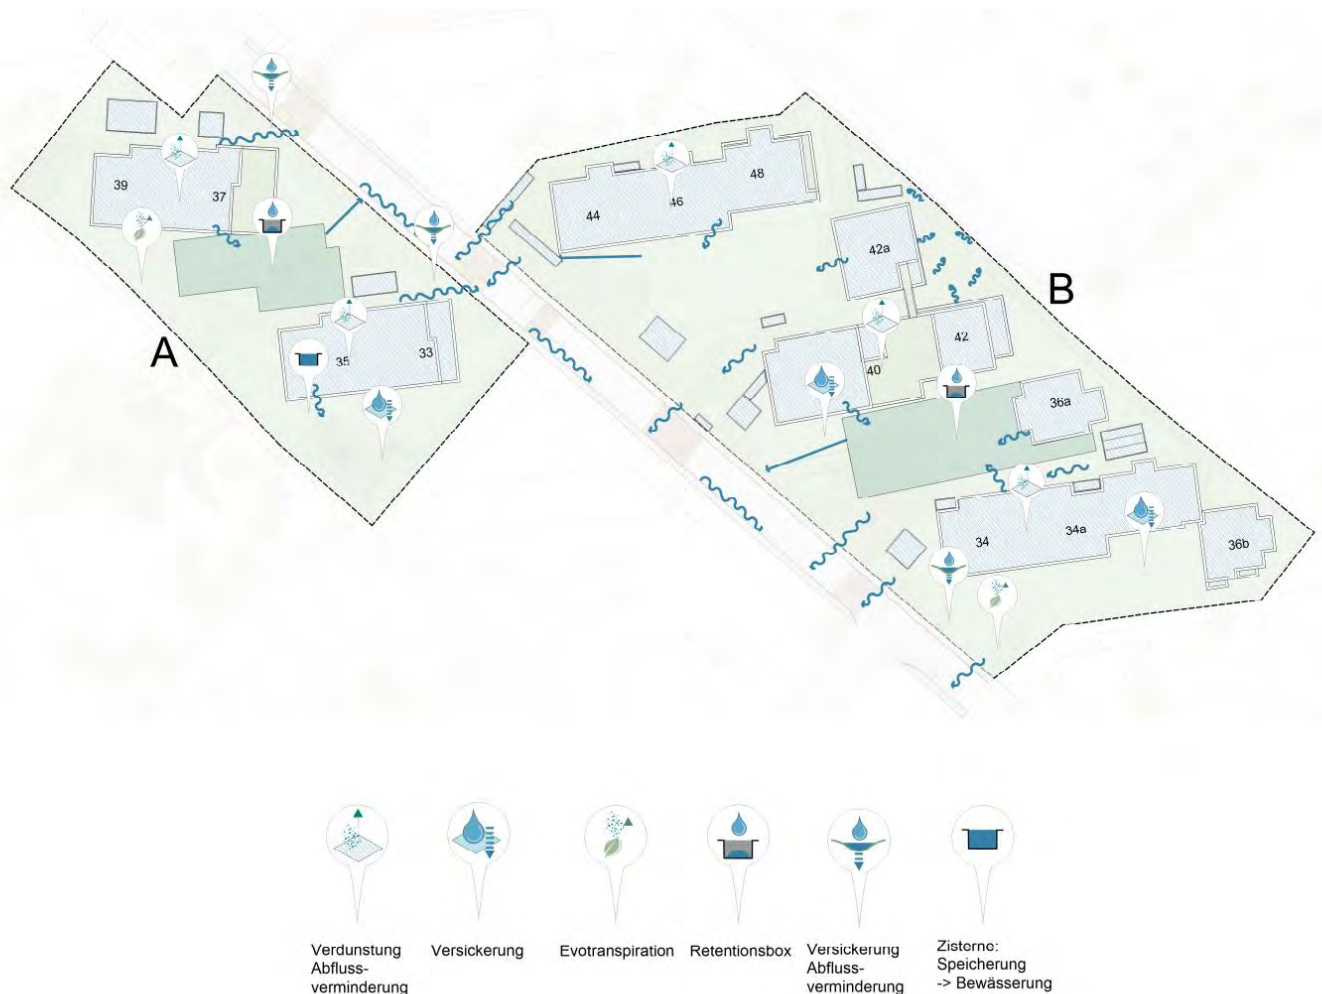 48
39
37
46
44
42a
B
42
A
35
33
40
36a
34a
34
36b
Verdunstung
Abfluss-
verminderung
Versickerung
Evotranspiration
Retentionsbox
Versickerung
Abfluss-
verminderung
Zisterne:
Speicherung
-> Bewässerung